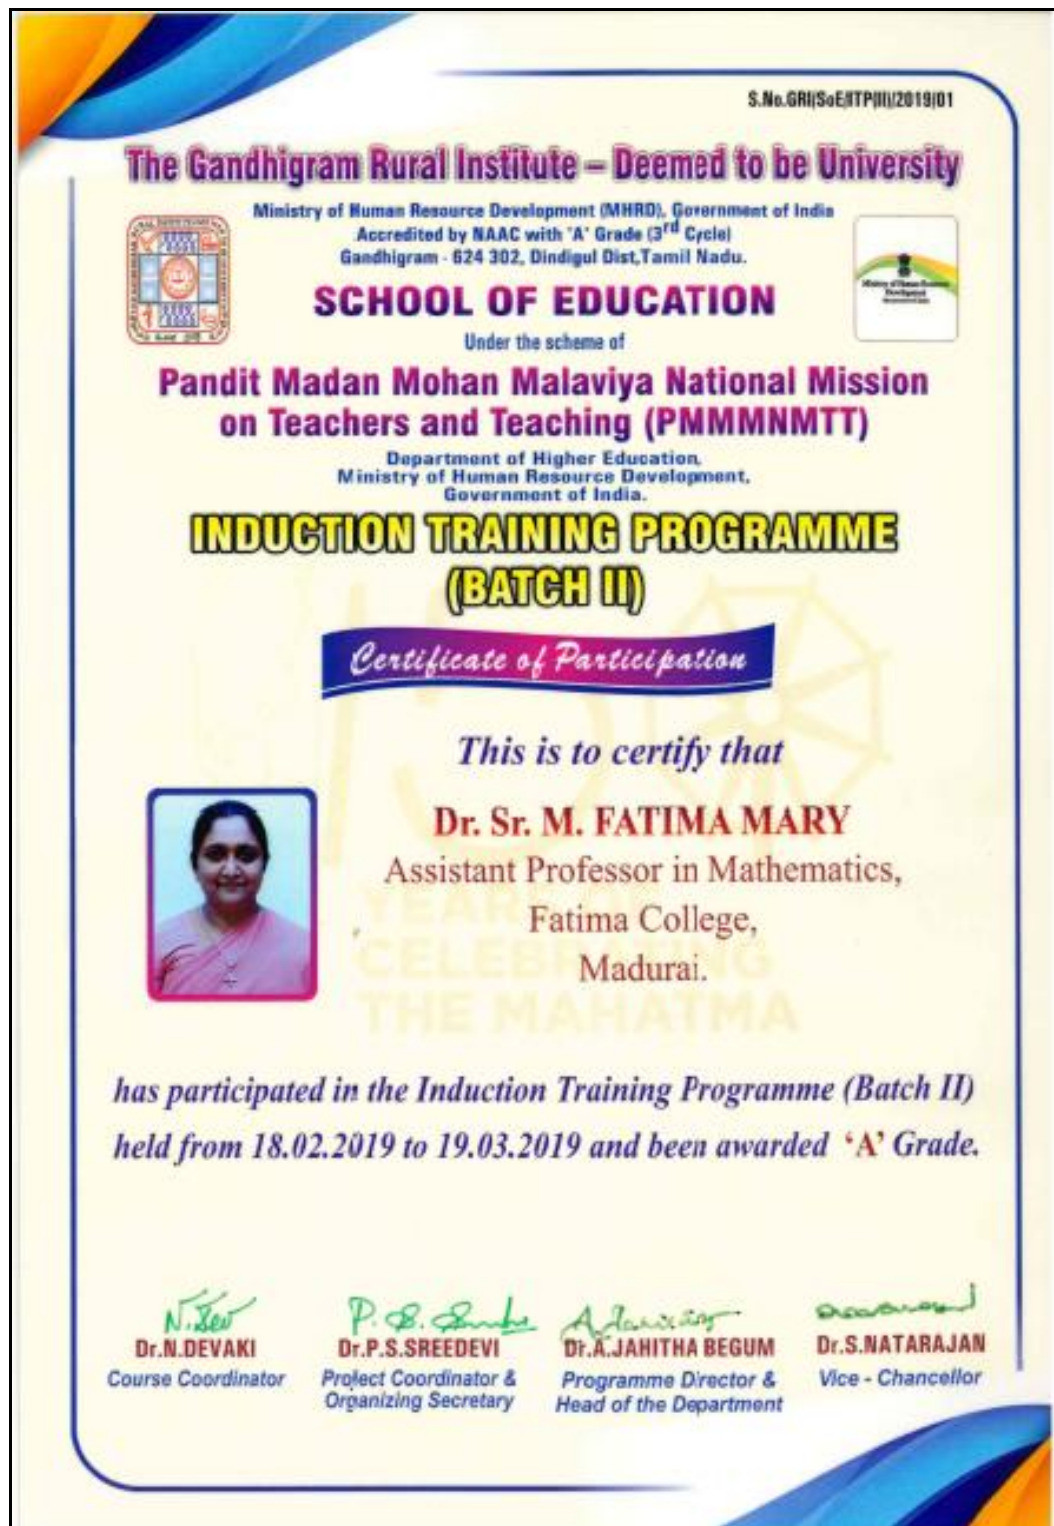 S.No.GRI/SoE/ITP(II)/2019/01
The Gandhigram Rural Institute – Deemed to be University
Ministry of Human Resource Development (MHRD), Government of India
Accredited by NAAC with 'A' Grade (3rd Cycle)
Gandhigram - 624 302, Dindigul Dist,Tamil Nadu.
SCHOOL OF EDUCATION
Under the scheme of
Pandit Madan Mohan Malaviya National Mission
on Teachers and Teaching (PMMMNMTT)
Department of Higher Education,
Ministry of Human Resource Development,
Government of India.
INDUCTION TRAINING PROGRAMME
(BATCH II)
Certificate of Participation
This is to certify that
Dr. Sr. M. FATIMA MARY
Assistant Professor in Mathematics,
Fatima College,
Madurai.
YEARS OF
CELEBRATING
THE MAHATMA
has participated in the Induction Training Programme (Batch II)
held from 18.02.2019 to 19.03.2019 and been awarded 'A' Grade.
Dr.N.DEVAKI
Course Coordinator
Dr.P.S.SREEDEVI
Project Coordinator &
Organizing Secretary
Dr.A.JAHITHA BEGUM
Programme Director &
Head of the Department
Dr.S.NATARAJAN
Vice - Chancellor